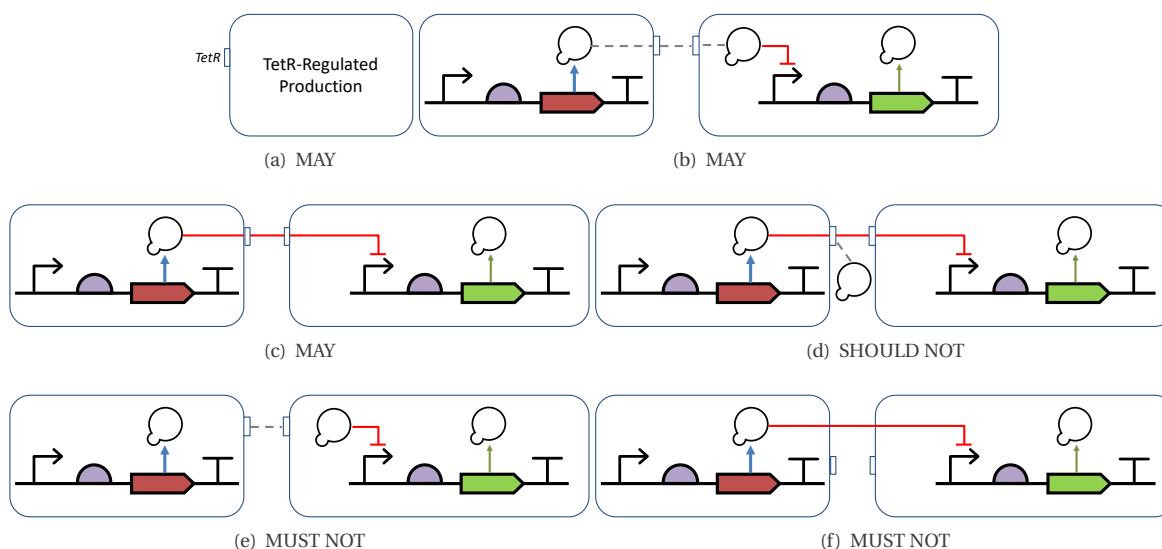 TetR
TetR-Regulated
Production
(a) MAY
(b) MAY
(c) MAY
(d) SHOULD NOT
(e) MUST NOT
(f) MUST NOT